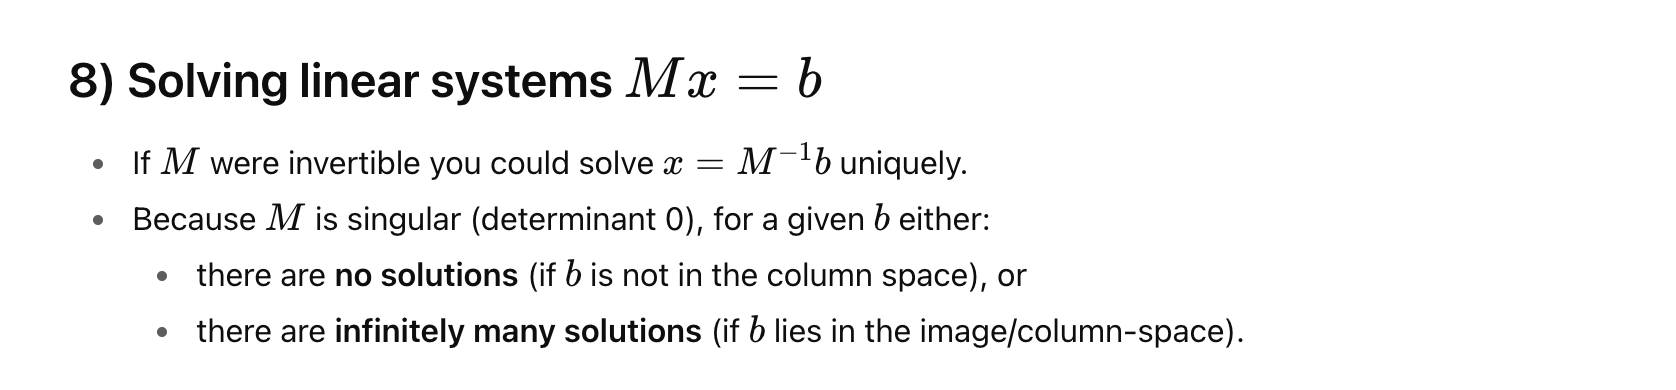 8) Solving linear systems Mx = b
• If M were invertible you could solve x = M⁻¹b uniquely.
• Because M is singular (determinant 0), for a given b either:
• there are no solutions (if b is not in the column space), or
• there are infinitely many solutions (if b lies in the image/column-space).